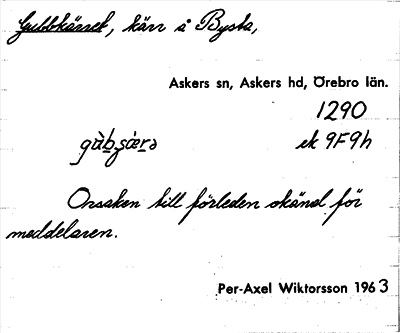 Gubbkärret, kärr å Bysta,
Askers sn, Askers hd, Örebro län.
1290
ek 9F9h
Orsaken till förleden okänd för
meddelaren.
Per-Axel Wiktorsson 1963